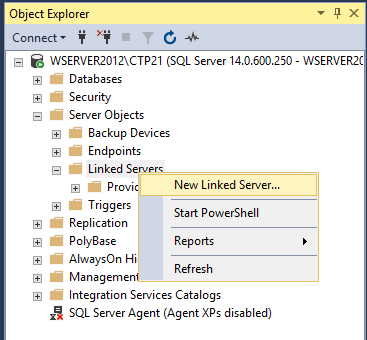 Object Explorer
Connect
WSERVER2012\CTP21 (SQL Server 14.0.600.250 - WSERVER20
Databases
Security
Server Objects
Backup Devices
Endpoints
Linked Servers
New Linked Server...
Provi
Start PowerShell
Triggers
Replication
Reports
PolyBase
AlwaysOn Hi
Refresh
Management
Integration Services Catalogs
SQL Server Agent (Agent XPs disabled)